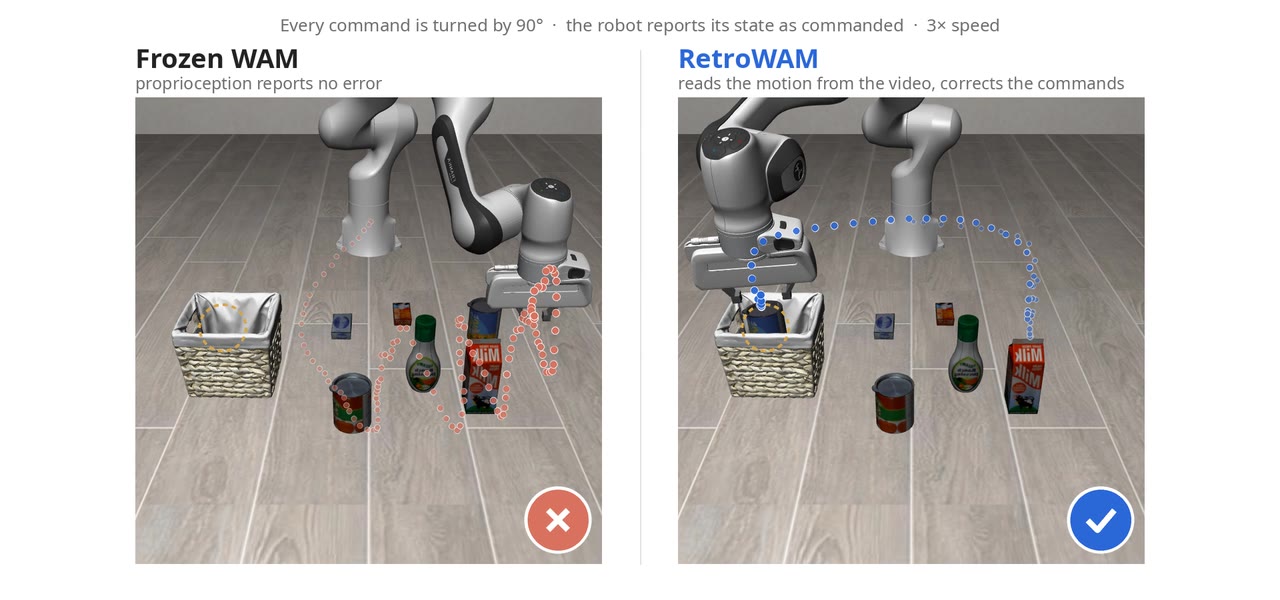 Every command is turned by 90° · the robot reports its state as commanded · 3× speed
Frozen WAM
proprioception reports no error
RetroWAM
reads the motion from the video, corrects the commands
Milk
Milk